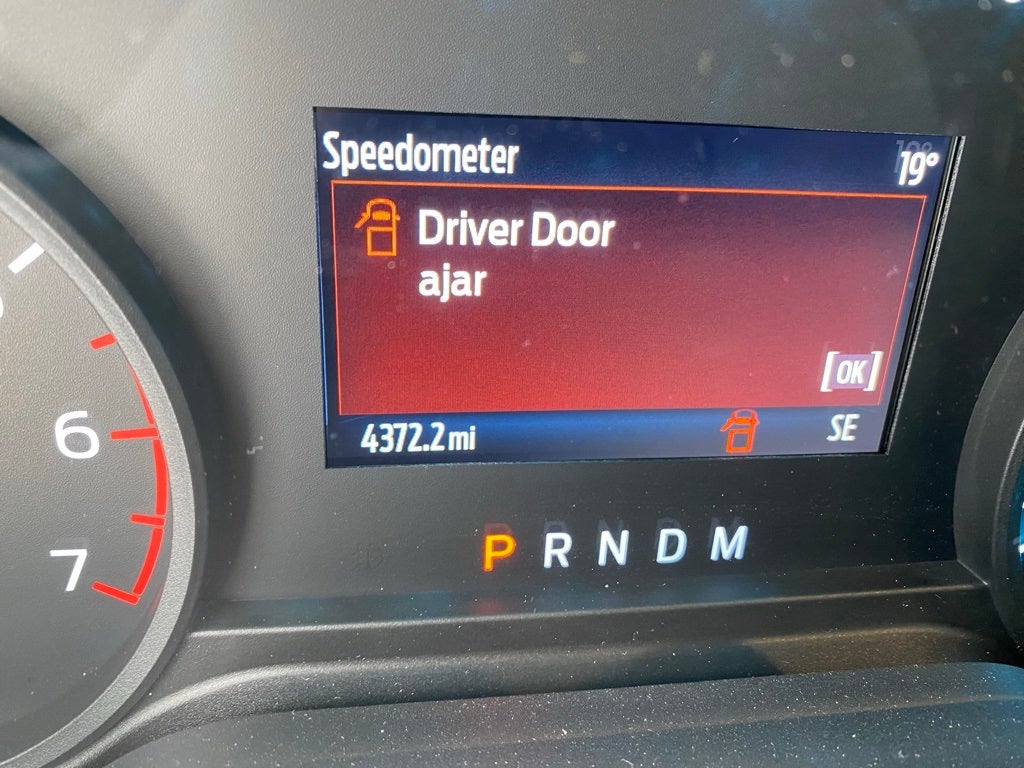 Speedometer
19°
Driver Door
ajar
[OK]
4372.2 mi
SE
6
7
P R N D M